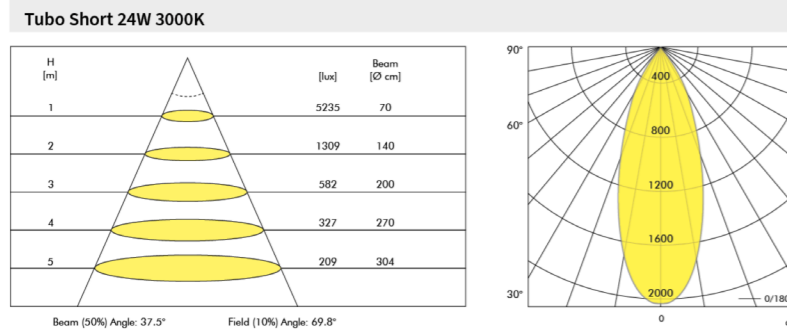 Tubo Short 24W 3000K
H
[m]
[lux]
Beam
[Ø cm]
1 5235 70
2 1309 140
3 582 200
4 327 270
5 209 304
Beam (50%) Angle: 37.5° Field (10%) Angle: 69.8°
90°
400
60°
800
1200
1600
30°
2000
0/180
0